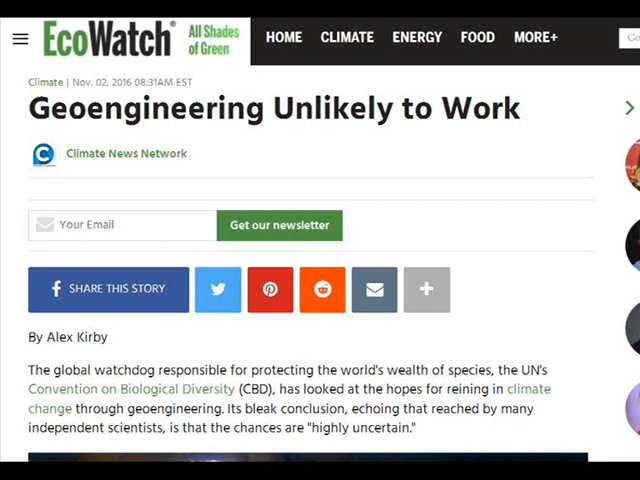 EcoWatch®
All Shades
of Green
HOME CLIMATE ENERGY FOOD MORE+
Climate | Nov. 02, 2016 08:31AM EST
Geoengineering Unlikely to Work
Climate News Network
Your Email
Get our newsletter
SHARE THIS STORY
By Alex Kirby
The global watchdog responsible for protecting the world's wealth of species, the UN's
Convention on Biological Diversity (CBD), has looked at the hopes for reining in climate
change through geoengineering. Its bleak conclusion, echoing that reached by many
independent scientists, is that the chances are "highly uncertain."